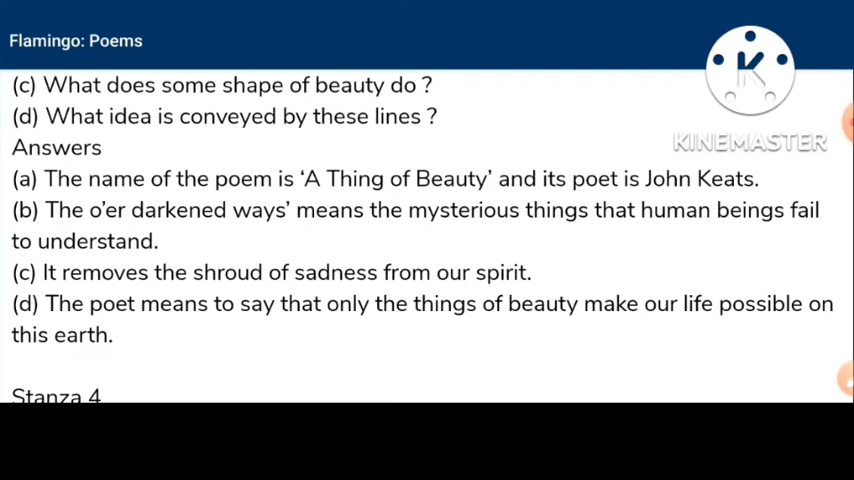 Flamingo: Poems
(c) What does some shape of beauty do ?
(d) What idea is conveyed by these lines ?
KINEMASTER
Answers
(a) The name of the poem is ‘A Thing of Beauty’ and its poet is John Keats.
(b) The o’er darkened ways’ means the mysterious things that human beings fail
to understand.
(c) It removes the shroud of sadness from our spirit.
(d) The poet means to say that only the things of beauty make our life possible on
this earth.
Stanza 4